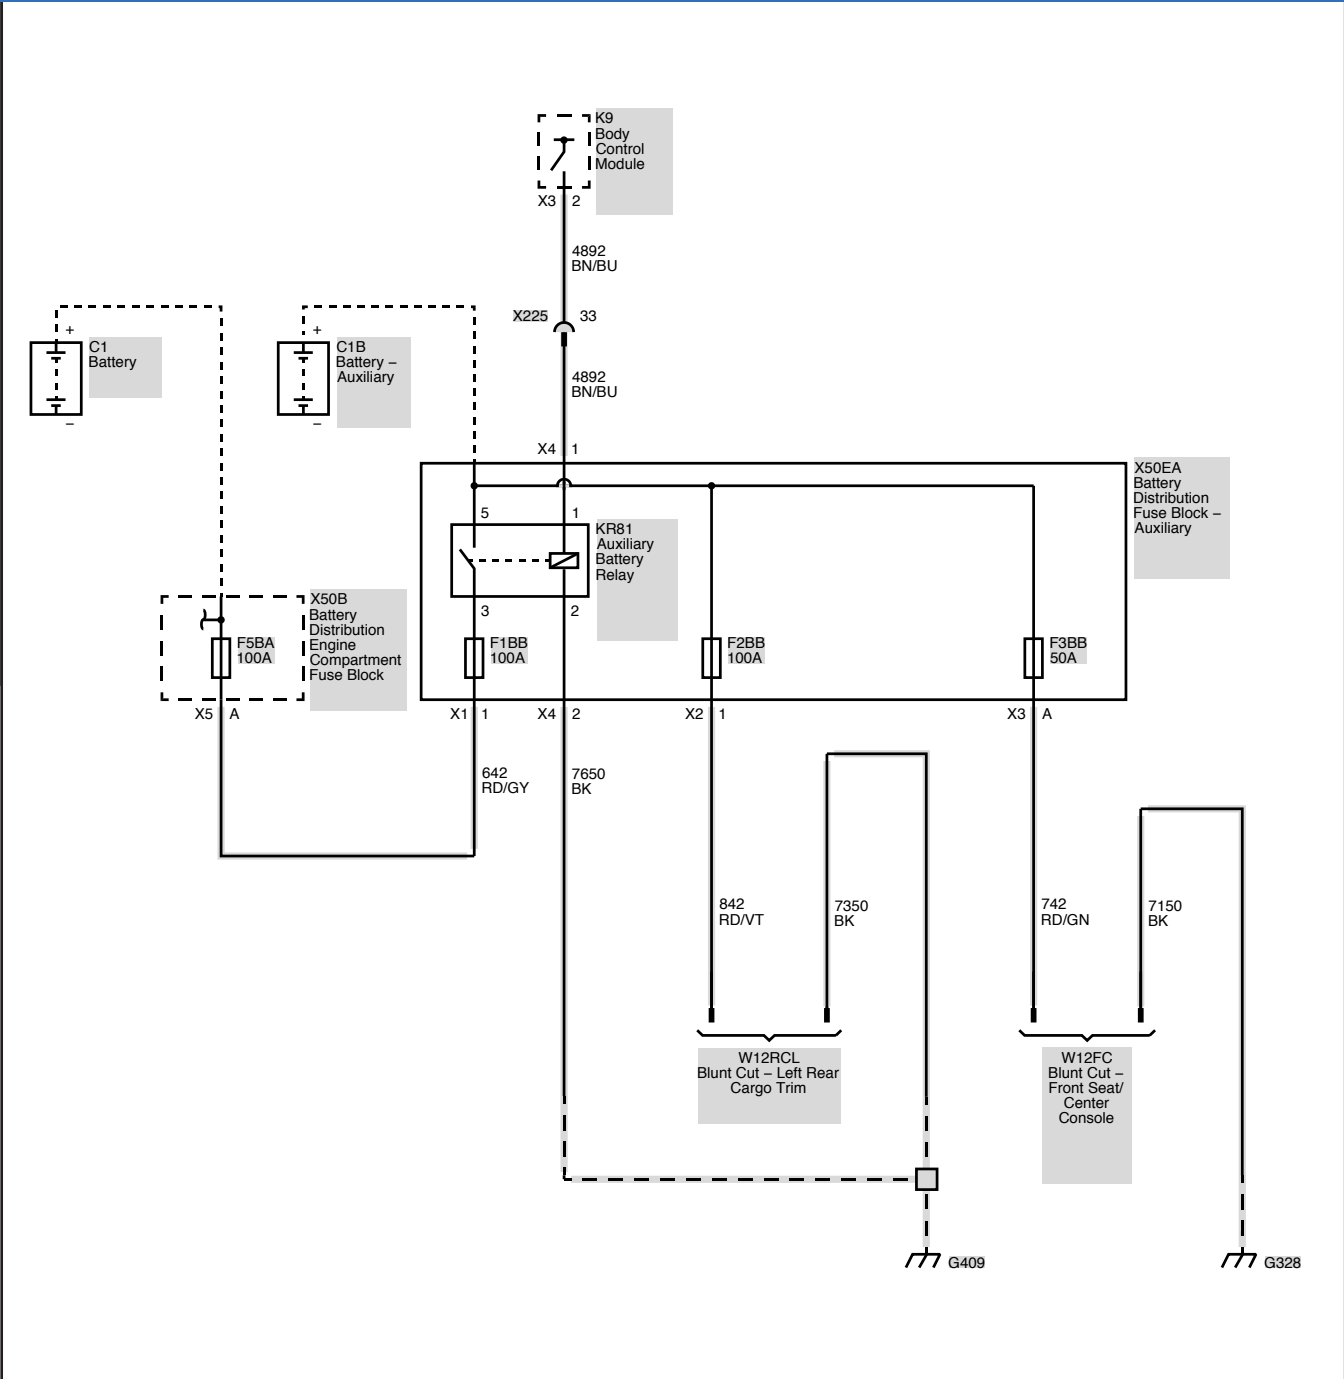 K9
Body
Control
Module
X3 2
4892
BN/BU
X225 33
+
C1
Battery
−
+
C1B
Battery −
Auxiliary
−
4892
BN/BU
X4 1
X50EA
Battery
Distribution
Fuse Block −
Auxiliary
5 1
KR81
Auxiliary
Battery
Relay
3 2
X50B
Battery
Distribution
Engine
Compartment
Fuse Block
F5BA
100A
F1BB
100A
F2BB
100A
F3BB
50A
X5 A
X1 1
X4 2
X2 1
X3 A
642
RD/GY
7650
BK
842
RD/VT
7350
BK
742
RD/GN
7150
BK
W12RCL
Blunt Cut − Left Rear
Cargo Trim
W12FC
Blunt Cut −
Front Seat/
Center
Console
G409
G328